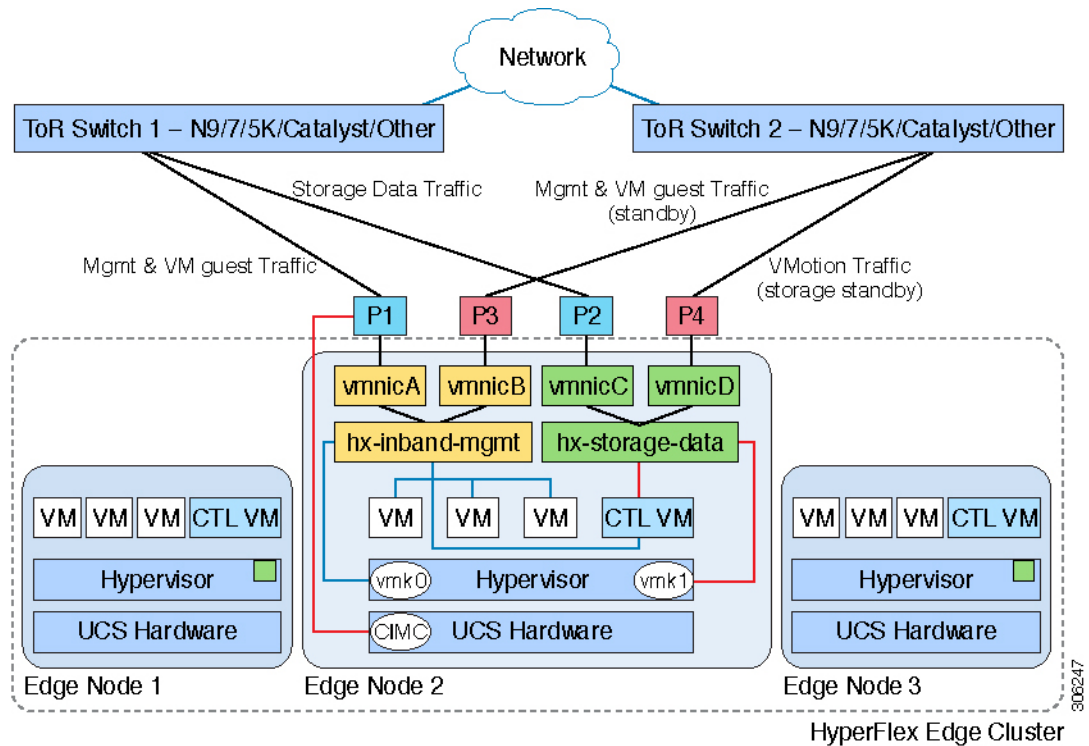 Network
ToR Switch 1 – N9/7/5K/Catalyst/Other
ToR Switch 2 – N9/7/5K/Catalyst/Other
Storage Data Traffic
Mgmt & VM guest Traffic
(standby)
Mgmt & VM guest Traffic
VMotion Traffic
(storage standby)
P1
P3
P2
P4
vmnicA
vmnicB
vmnicC
vmnicD
hx-inband-mgmt
hx-storage-data
VM
VM
VM
CTL VM
Hypervisor
UCS Hardware
Edge Node 1
VM
VM
VM
CTL VM
vmk0
Hypervisor
vmk1
CIMC
UCS Hardware
Edge Node 2
VM
VM
VM
CTL VM
Hypervisor
UCS Hardware
Edge Node 3
306247
HyperFlex Edge Cluster